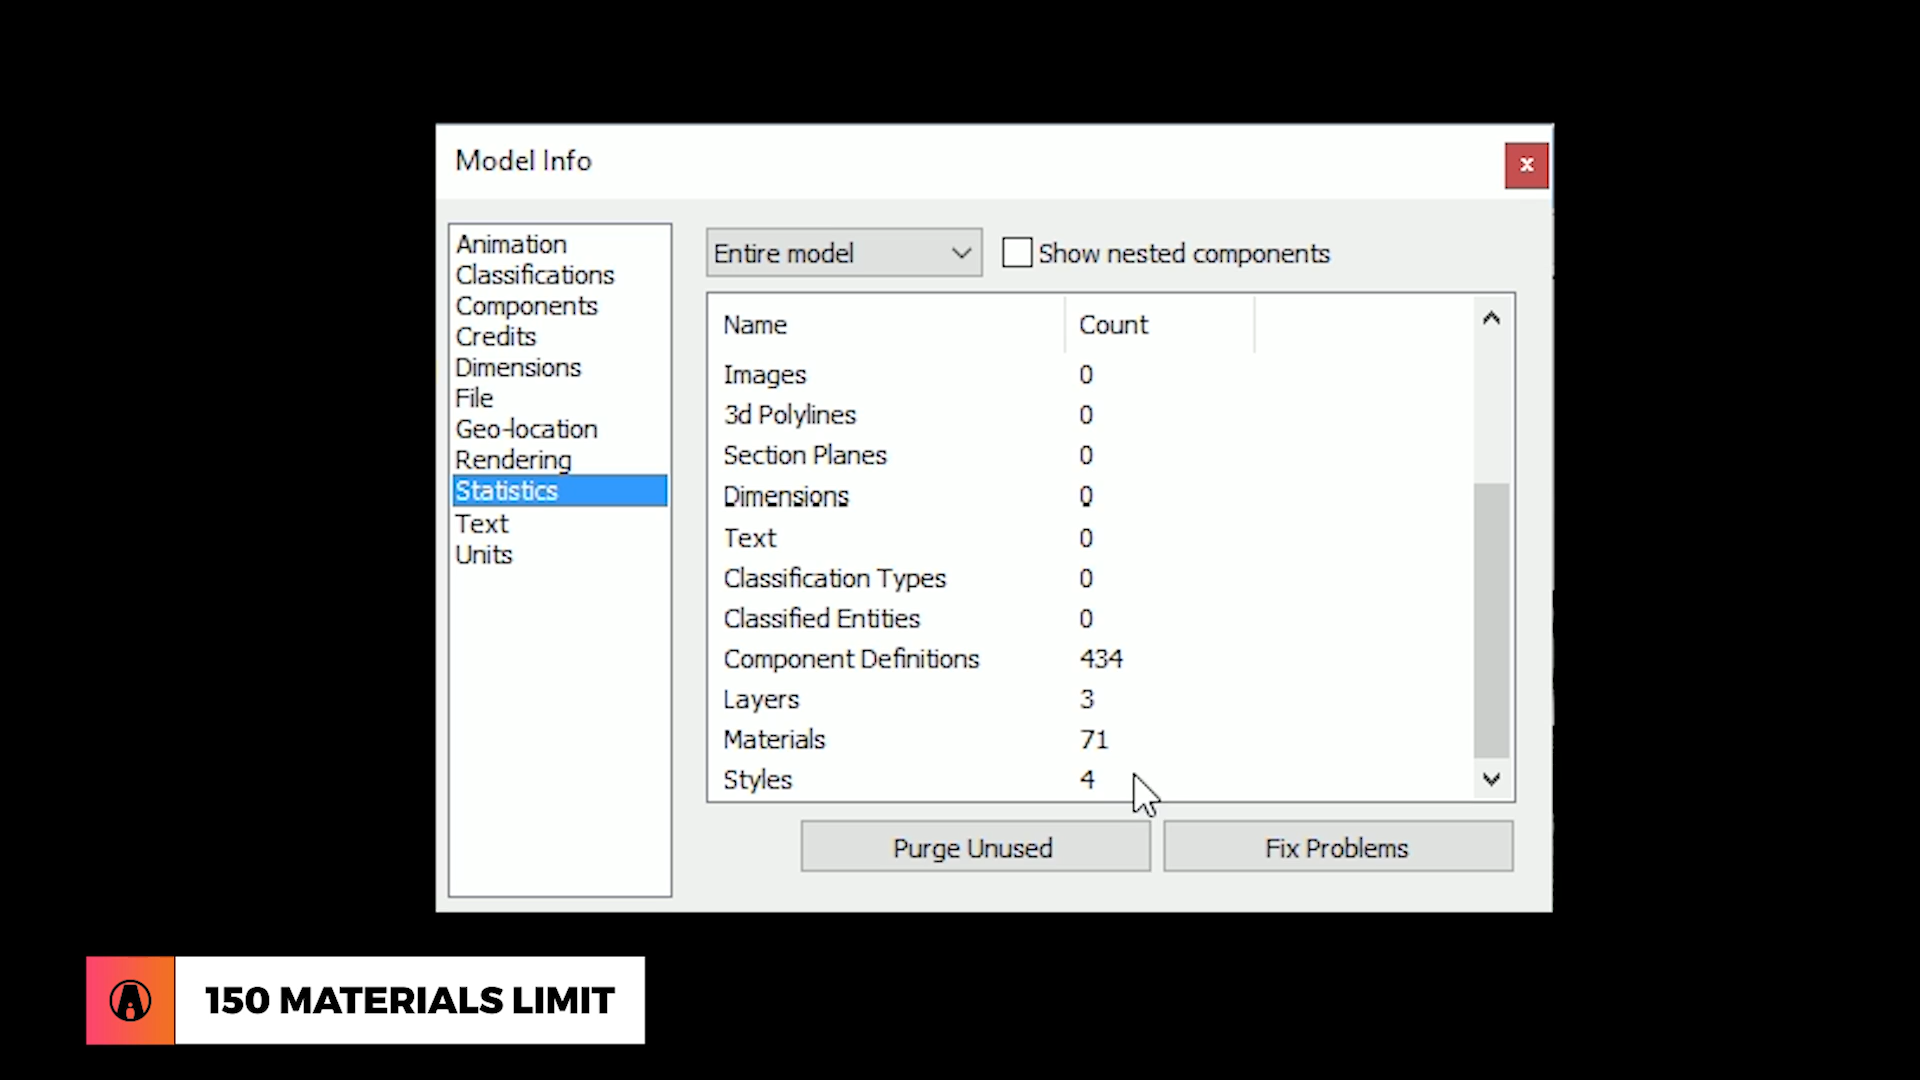 Model Info
x
Animation
Classifications
Components
Credits
Dimensions
File
Geo-location
Rendering
Statistics
Text
Units
Entire model
Show nested components
Name Count
Images 0
3d Polylines 0
Section Planes 0
Dimensions 0
Text 0
Classification Types 0
Classified Entities 0
Component Definitions 434
Layers 3
Materials 71
Styles 4
Purge Unused
Fix Problems
150 MATERIALS LIMIT